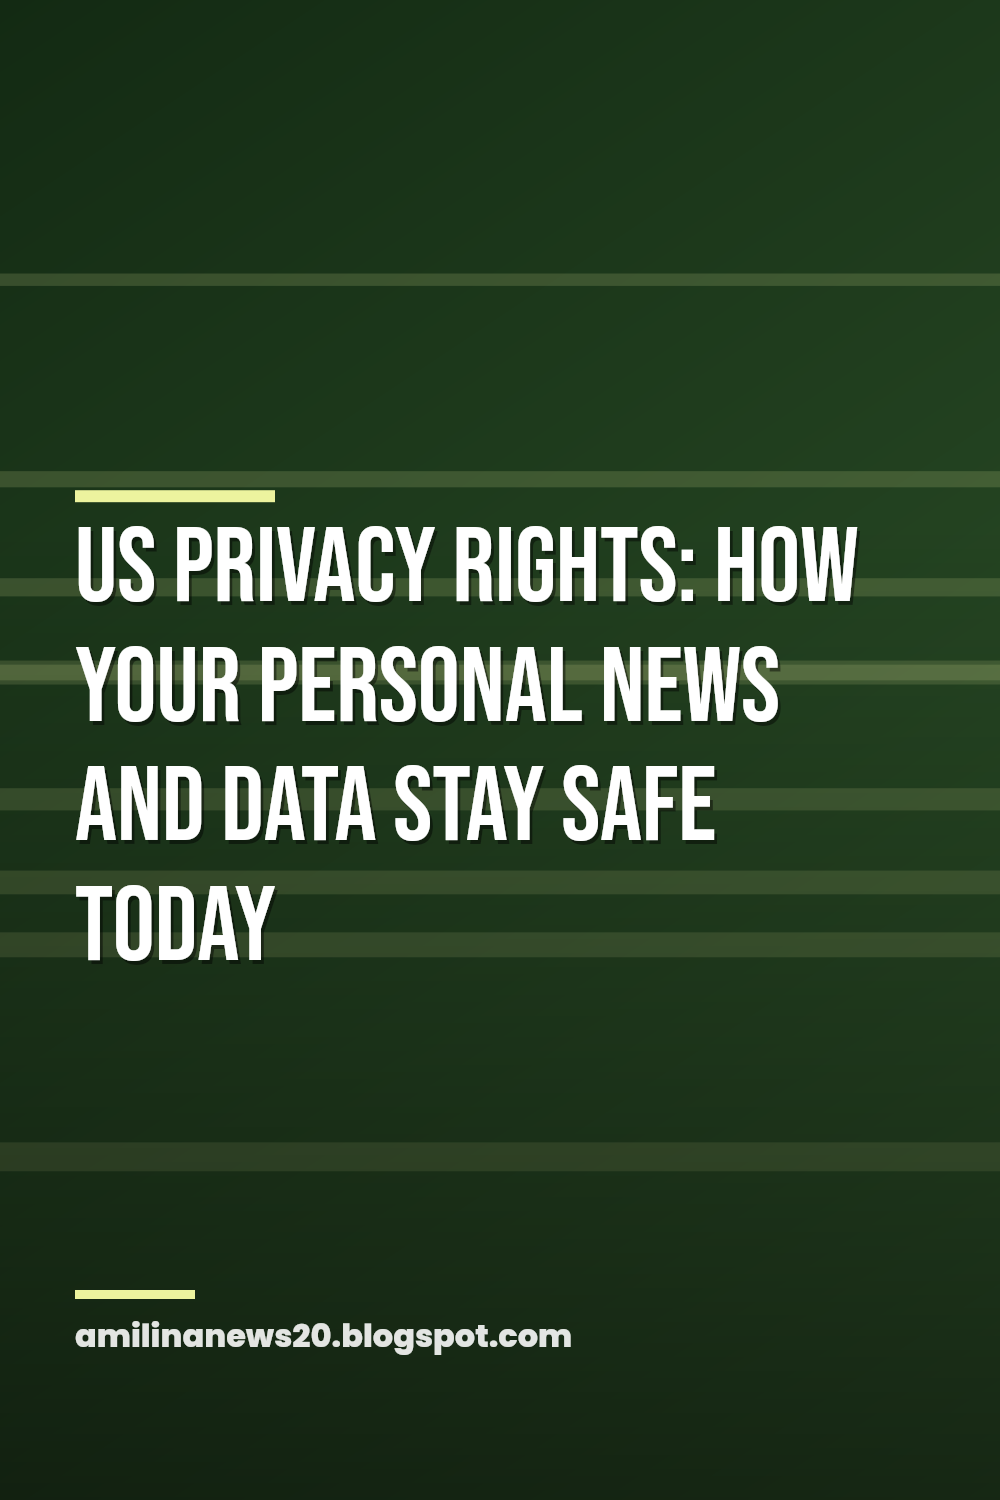 US PRIVACY RIGHTS: HOW
YOUR PERSONAL NEWS
AND DATA STAY SAFE
TODAY
amilinanews20.blogspot.com